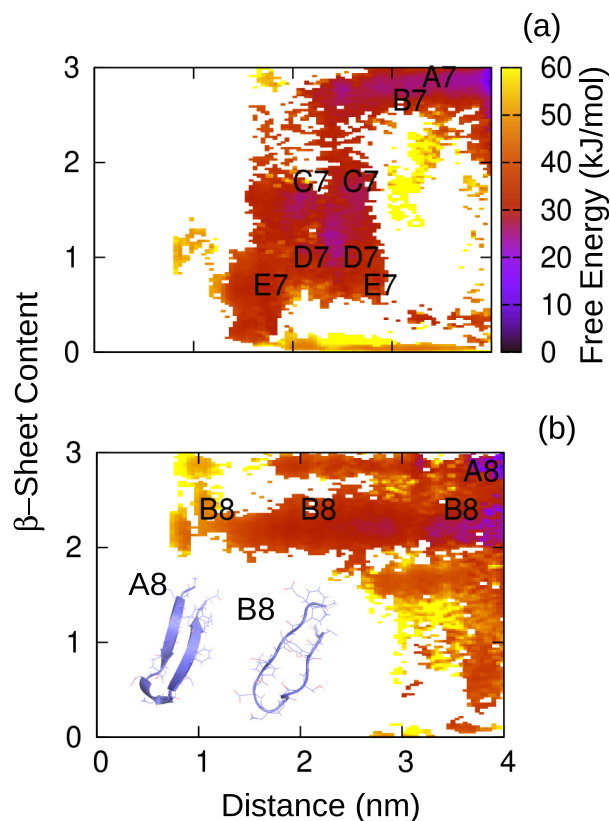 (a)
3
2
1
0
A7
B7
C7 C7
D7 D7
E7 E7
60
50
40
30
20
10
0
Free Energy (kJ/mol)
β−Sheet Content
(b)
3
2
1
0
A8
B8 B8 B8
A8
B8
0 1 2 3 4
Distance (nm)